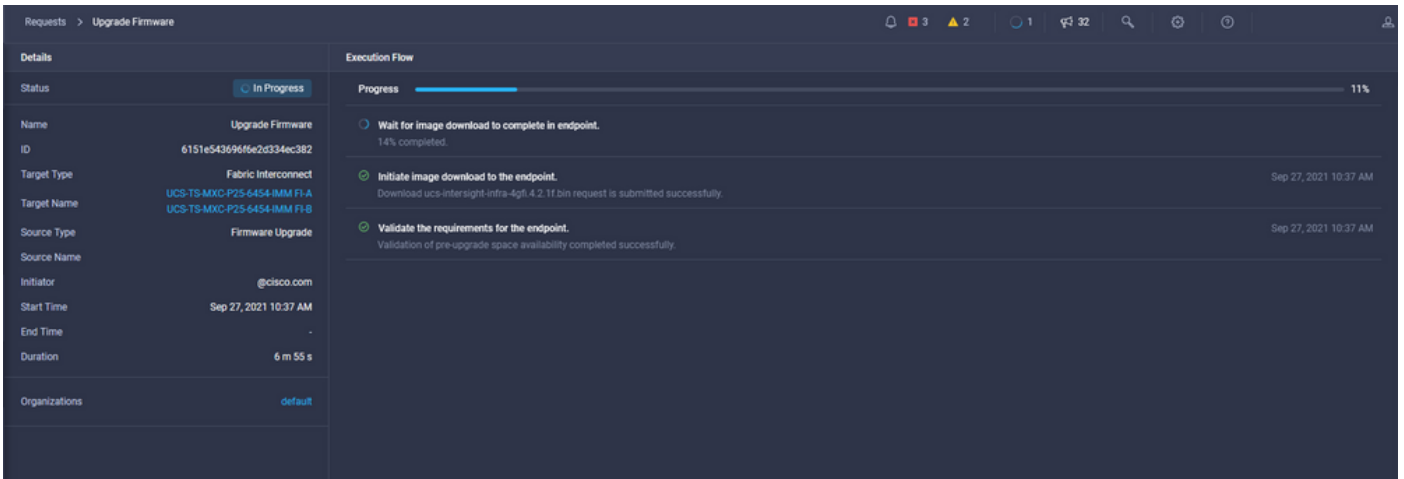 Requests > Upgrade Firmware 3 2 1 32
Details
Status In Progress
Name Upgrade Firmware
ID 6151e543696f6e2d334ec382
Target Type Fabric Interconnect
Target Name UCS-TS-MXC-P25-6454-IMM FI-A
UCS-TS-MXC-P25-6454-IMM FI-B
Source Type Firmware Upgrade
Source Name
Initiator @cisco.com
Start Time Sep 27, 2021 10:37 AM
End Time -
Duration 6 m 55 s
Organizations default
Execution Flow
Progress 11%
Wait for image download to complete in endpoint.
14% completed.
Initiate image download to the endpoint. Sep 27, 2021 10:37 AM
Download ucs-intersight-infra-4gfi.4.2.1f.bin request is submitted successfully.
Validate the requirements for the endpoint. Sep 27, 2021 10:37 AM
Validation of pre-upgrade space availability completed successfully.